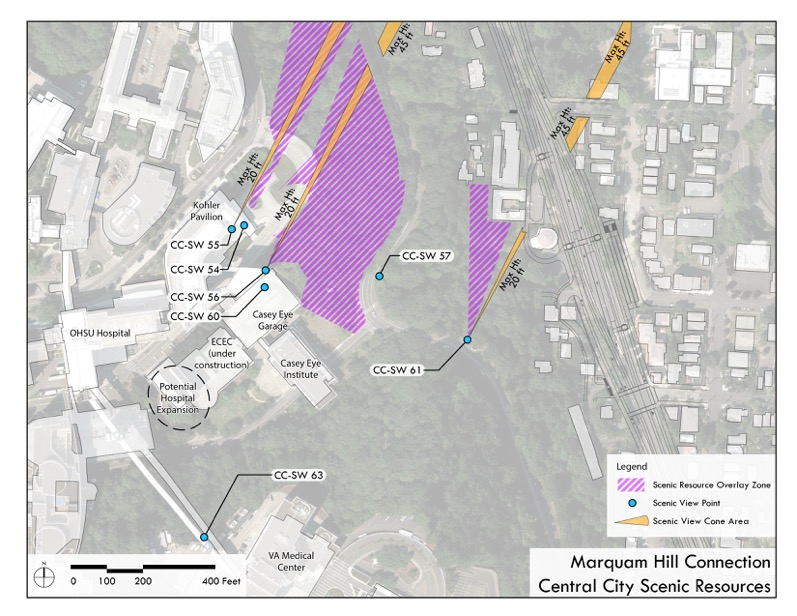 Max Ht:
45 ft
Max Ht:
45 ft
Max Ht:
45 ft
Max Ht:
20 ft
Max Ht:
20 ft
Kohler
Pavilion
CC-SW 55
CC-SW 54
CC-SW 57
CC-SW 56
CC-SW 60
Max Ht:
20 ft
Casey Eye
Garage
OHSU Hospital
ECEC
(under
construction)
Casey Eye
Institute
CC-SW 61
Potential
Hospital
Expansion
CC-SW 63
VA Medical
Center
Legend
Scenic Resource Overlay Zone
Scenic View Point
Scenic View Cone Area
N
0 100 200 400 Feet
Marquam Hill Connection
Central City Scenic Resources